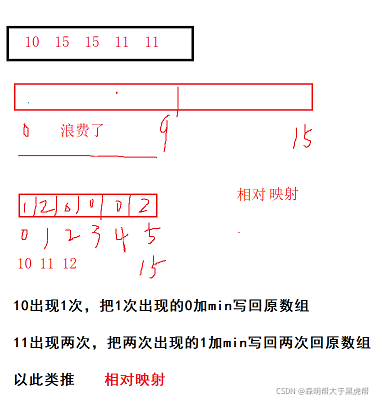 10 15 15 11 11
0 浪费了 9 15
1 2 0 0 0 2
相对映射
0 1 2 3 4 5
10 11 12 15
10出现1次，把1次出现的0加min写回原数组
11出现两次，把两次出现的1加min写回两次回原数组
以此类推 相对映射
CSDN @森明帮大于黑虎帮